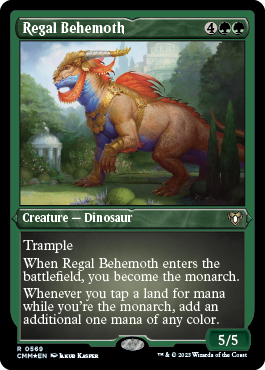 Regal Behemoth 4
Creature — Dinosaur
Trample
When Regal Behemoth enters the
battlefield, you become the monarch.
Whenever you tap a land for mana
while you're the monarch, add an
additional one mana of any color.
5/5
R 0569
CMM★EN Jakub Kasper
™ & © 2023 Wizards of the Coast